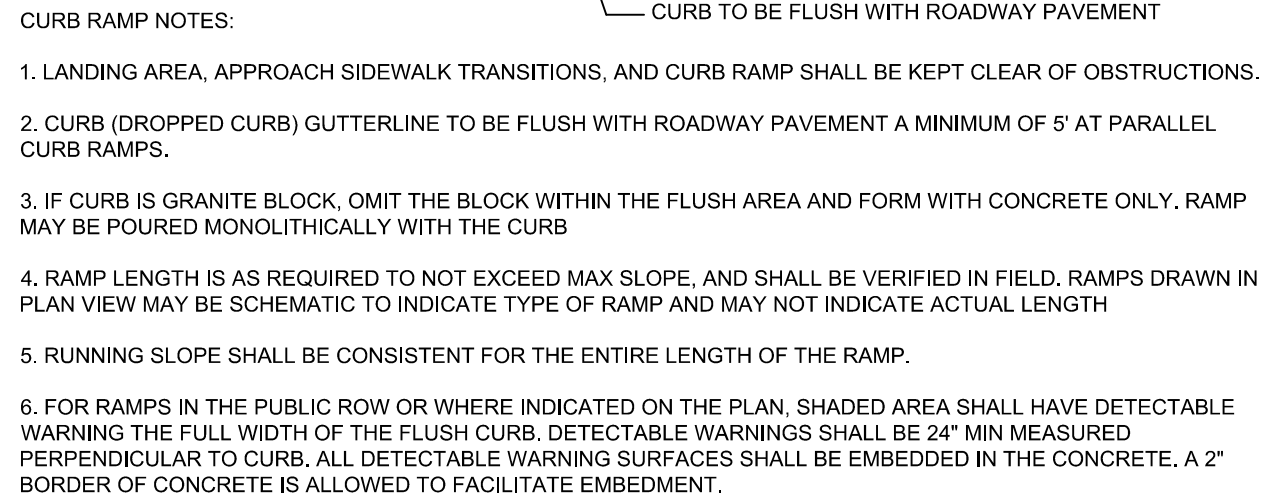 CURB TO BE FLUSH WITH ROADWAY PAVEMENT
CURB RAMP NOTES:
1. LANDING AREA, APPROACH SIDEWALK TRANSITIONS, AND CURB RAMP SHALL BE KEPT CLEAR OF OBSTRUCTIONS.
2. CURB (DROPPED CURB) GUTTERLINE TO BE FLUSH WITH ROADWAY PAVEMENT A MINIMUM OF 5' AT PARALLEL
CURB RAMPS.
3. IF CURB IS GRANITE BLOCK, OMIT THE BLOCK WITHIN THE FLUSH AREA AND FORM WITH CONCRETE ONLY. RAMP
MAY BE POURED MONOLITHICALLY WITH THE CURB
4. RAMP LENGTH IS AS REQUIRED TO NOT EXCEED MAX SLOPE, AND SHALL BE VERIFIED IN FIELD. RAMPS DRAWN IN
PLAN VIEW MAY BE SCHEMATIC TO INDICATE TYPE OF RAMP AND MAY NOT INDICATE ACTUAL LENGTH
5. RUNNING SLOPE SHALL BE CONSISTENT FOR THE ENTIRE LENGTH OF THE RAMP.
6. FOR RAMPS IN THE PUBLIC ROW OR WHERE INDICATED ON THE PLAN, SHADED AREA SHALL HAVE DETECTABLE
WARNING THE FULL WIDTH OF THE FLUSH CURB. DETECTABLE WARNINGS SHALL BE 24" MIN MEASURED
PERPENDICULAR TO CURB. ALL DETECTABLE WARNING SURFACES SHALL BE EMBEDDED IN THE CONCRETE. A 2"
BORDER OF CONCRETE IS ALLOWED TO FACILITATE EMBEDMENT.